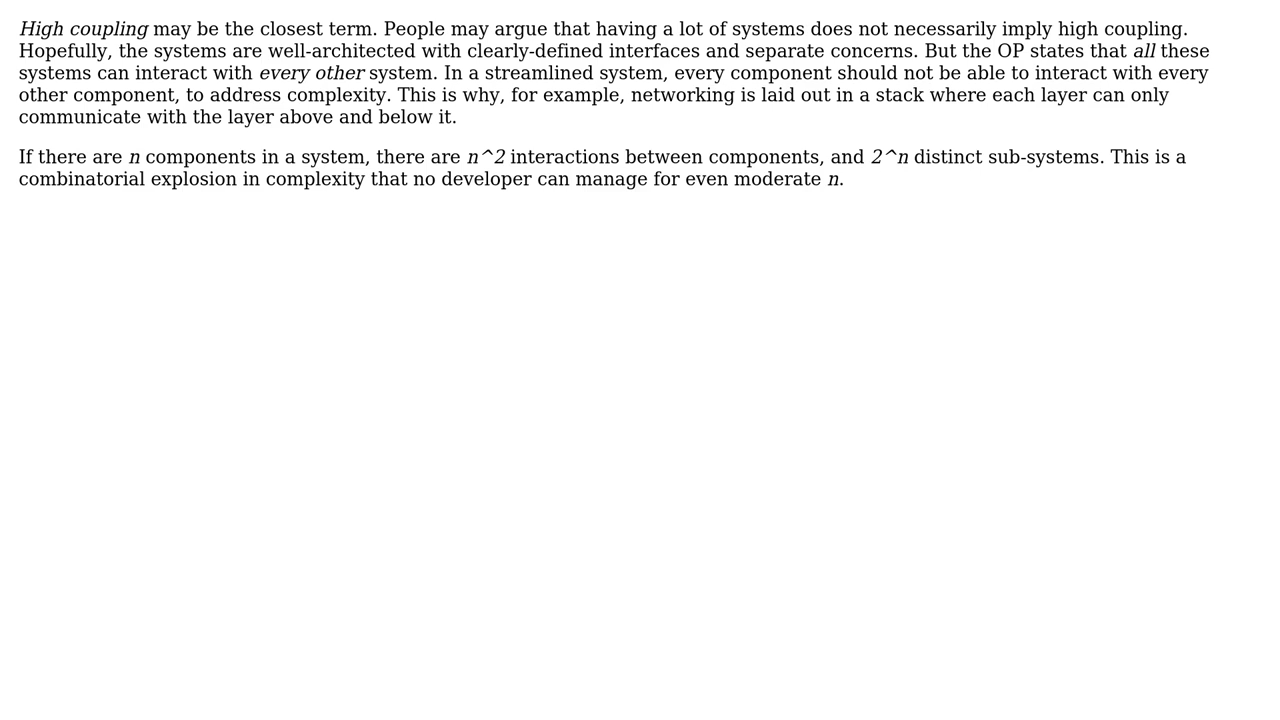 High coupling may be the closest term. People may argue that having a lot of systems does not necessarily imply high coupling.
Hopefully, the systems are well-architected with clearly-defined interfaces and separate concerns. But the OP states that all these
systems can interact with every other system. In a streamlined system, every component should not be able to interact with every
other component, to address complexity. This is why, for example, networking is laid out in a stack where each layer can only
communicate with the layer above and below it.
If there are n components in a system, there are n^2 interactions between components, and 2^n distinct sub-systems. This is a
combinatorial explosion in complexity that no developer can manage for even moderate n.